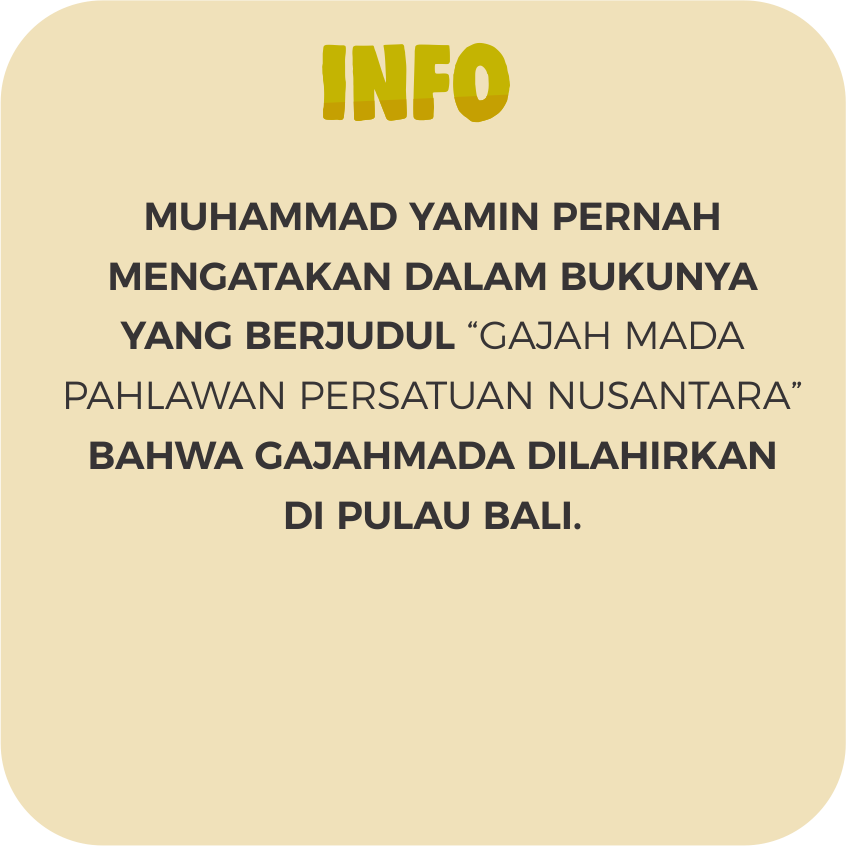 INFO
MUHAMMAD YAMIN PERNAH
MENGATAKAN DALAM BUKUNYA
YANG BERJUDUL “GAJAH MADA
PAHLAWAN PERSATUAN NUSANTARA”
BAHWA GAJAHMADA DILAHIRKAN
DI PULAU BALI.